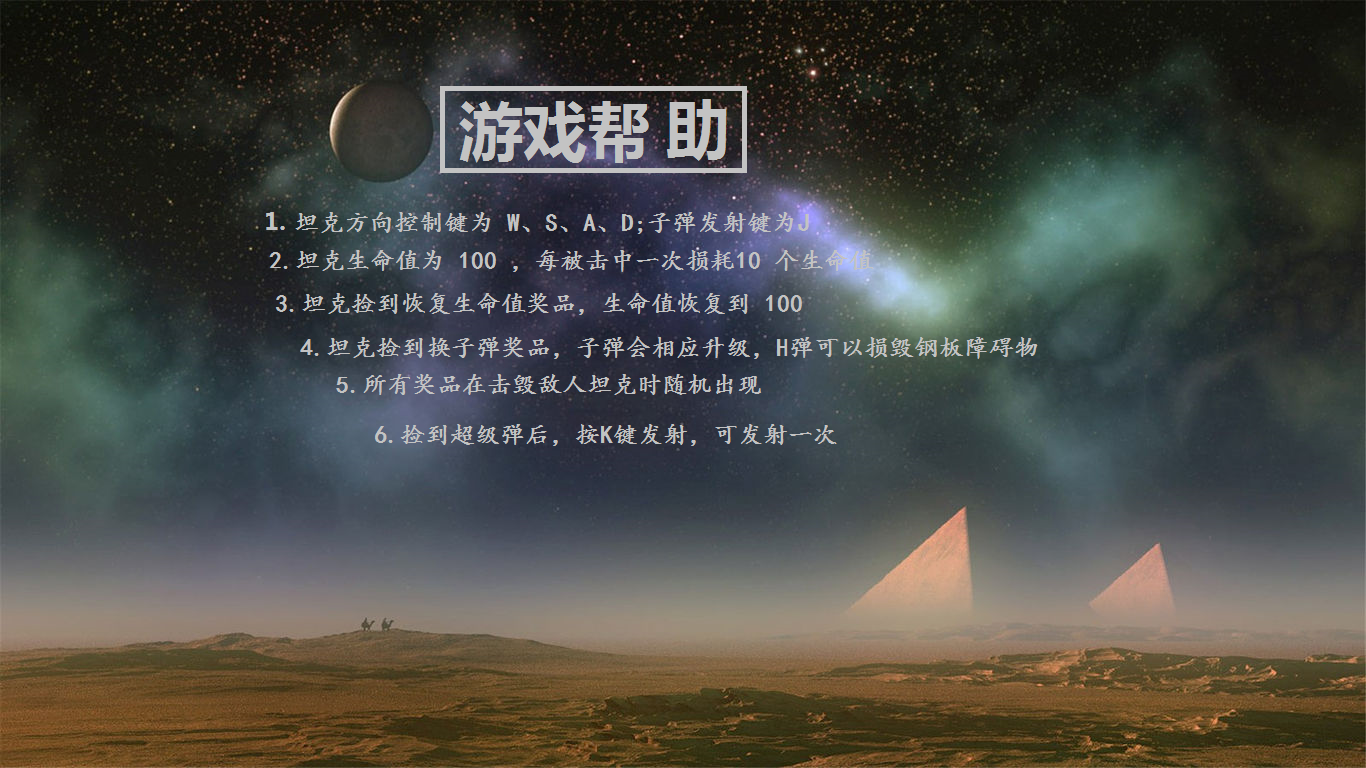 游戏帮 助
1.坦克方向控制键为 W、S、A、D;子弹发射键为J
2.坦克生命值为 100 ，每被击中一次损耗10 个生命值
3.坦克捡到恢复生命值奖品，生命值恢复到 100
4.坦克捡到换子弹奖品，子弹会相应升级，H弹可以损毁钢板障碍物
5.所有奖品在击毁敌人坦克时随机出现
6.捡到超级弹后，按K键发射，可发射一次